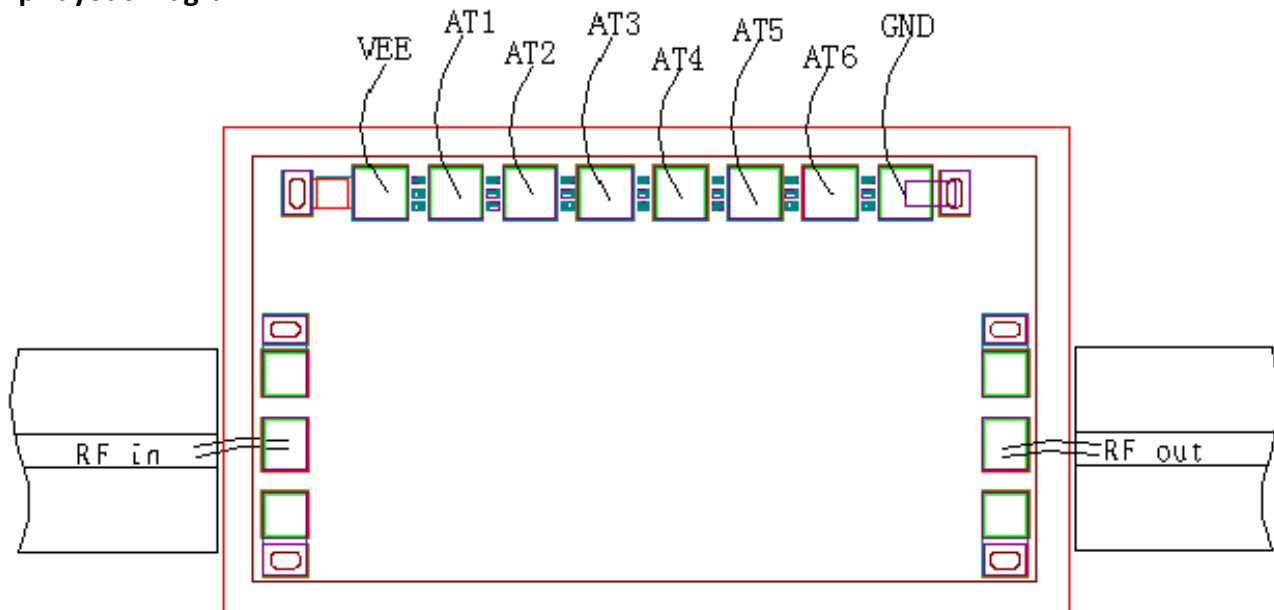 VEE
AT1
AT2
AT3
AT4
AT5
AT6
GND
RF in
RF out